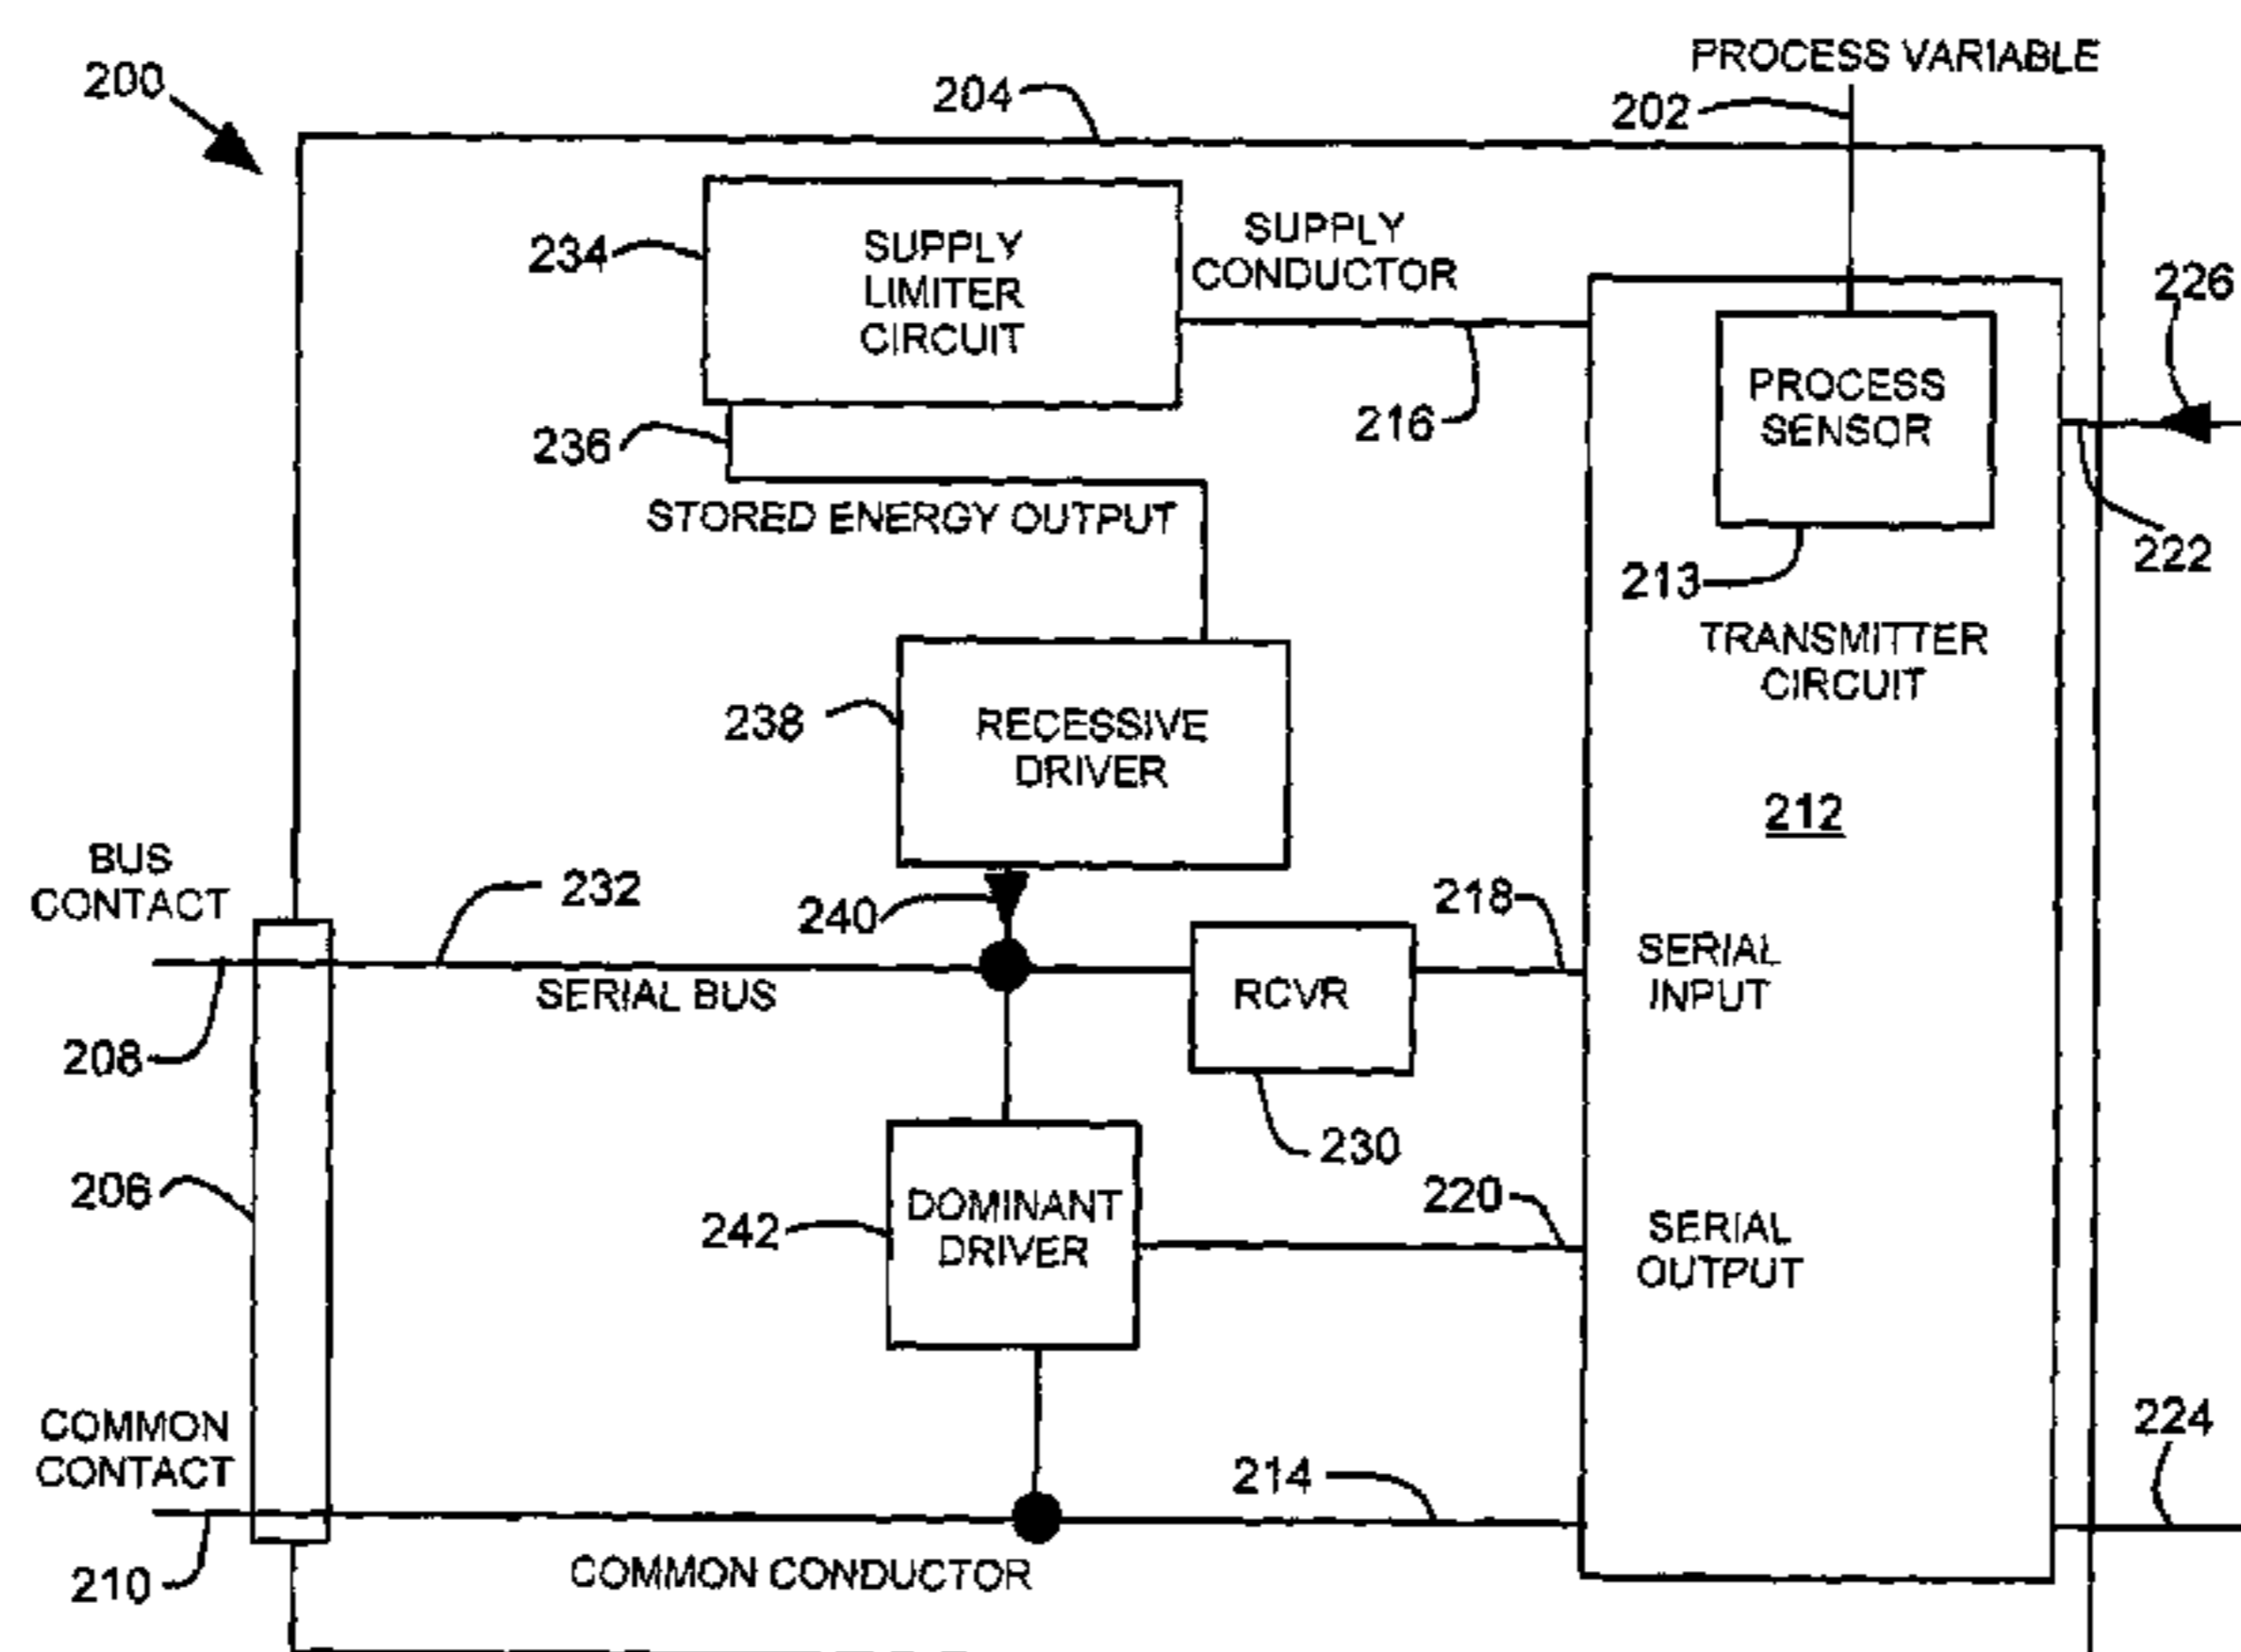 PROCESS VARIABLE
200
204
202
234
SUPPLY
LIMITER
CIRCUIT
SUPPLY
CONDUCTOR
226
PROCESS
SENSOR
236
216
STORED ENERGY OUTPUT
222
213
TRANSMITTER
CIRCUIT
238
RECESSIVE
DRIVER
212
BUS
CONTACT
232
240
218
SERIAL BUS
RCVR
SERIAL
INPUT
208
230
206
242
DOMINANT
DRIVER
220
SERIAL
OUTPUT
COMMON
CONTACT
214
224
210
COMMON CONDUCTOR